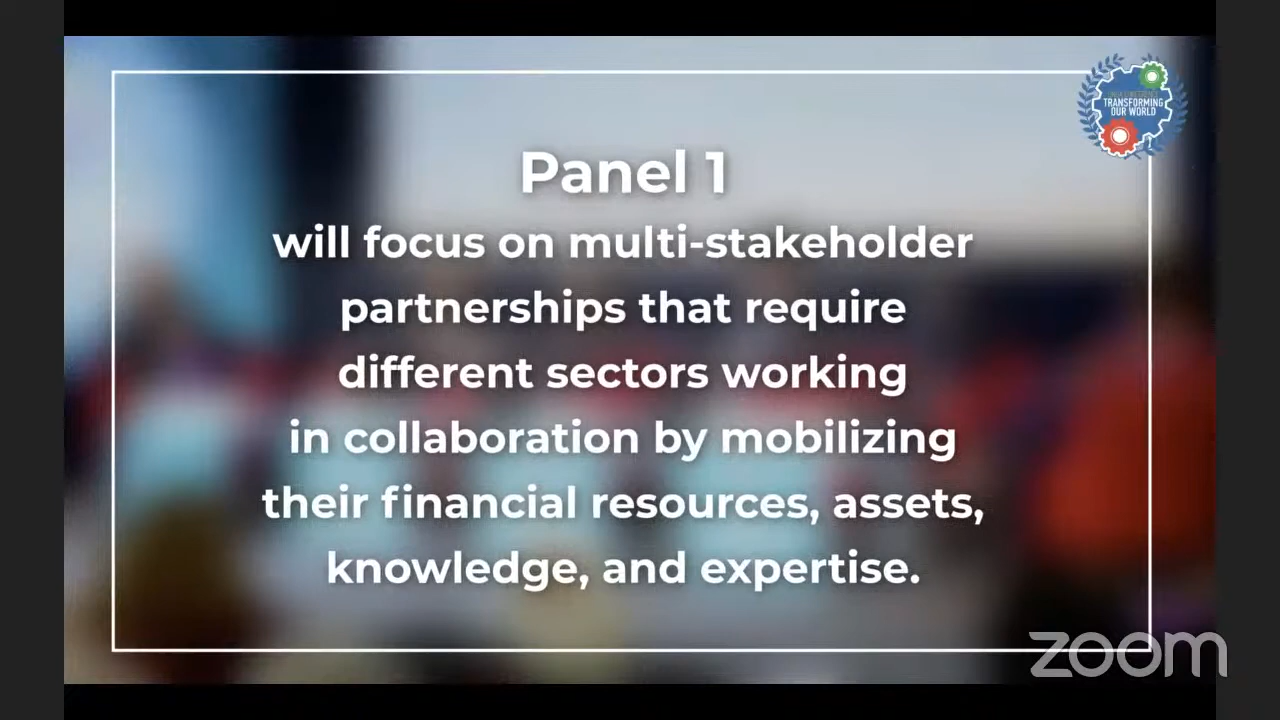 TRANSFORMING
OUR WORLD
Panel 1
will focus on multi-stakeholder
partnerships that require
different sectors working
in collaboration by mobilizing
their financial resources, assets,
knowledge, and expertise.
zoom